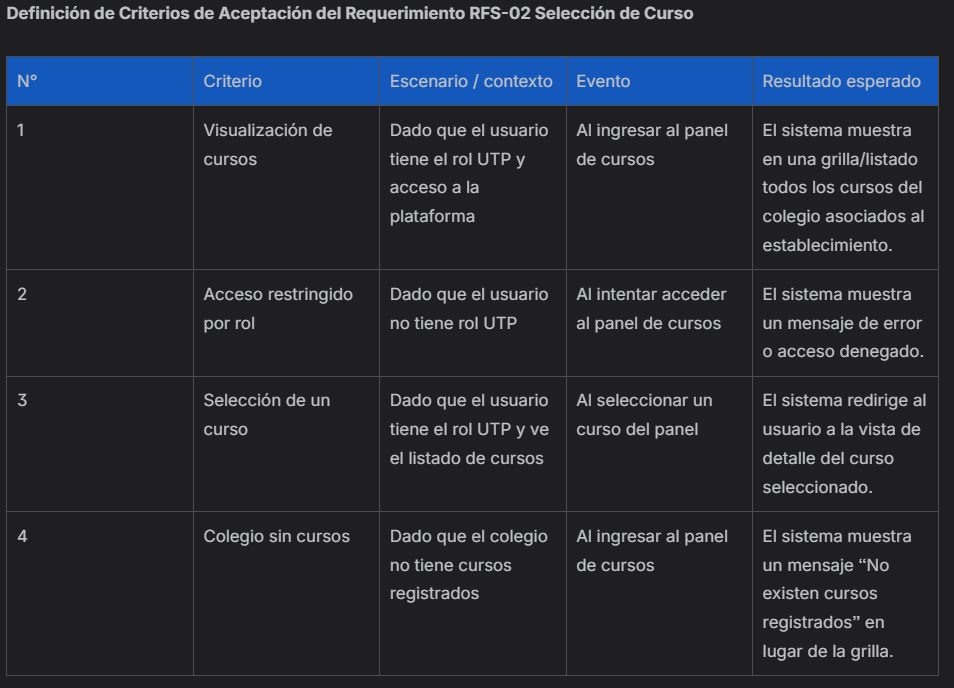 Definición de Criterios de Aceptación del Requerimiento RFS-02 Selección de Curso
N° Criterio Escenario / contexto Evento Resultado esperado
1 Visualización de Dado que el usuario Al ingresar al panel El sistema muestra
cursos tiene el rol UTP y de cursos en una grilla/listado
acceso a la todos los cursos del
plataforma colegio asociados al
establecimiento.
2 Acceso restringido Dado que el usuario Al intentar acceder El sistema muestra
por rol no tiene rol UTP al panel de cursos un mensaje de error
o acceso denegado.
3 Selección de un Dado que el usuario Al seleccionar un El sistema redirige al
curso tiene el rol UTP y ve curso del panel usuario a la vista de
el listado de cursos detalle del curso
seleccionado.
4 Colegio sin cursos Dado que el colegio Al ingresar al panel El sistema muestra
no tiene cursos de cursos un mensaje “No
registrados existen cursos
registrados” en
lugar de la grilla.